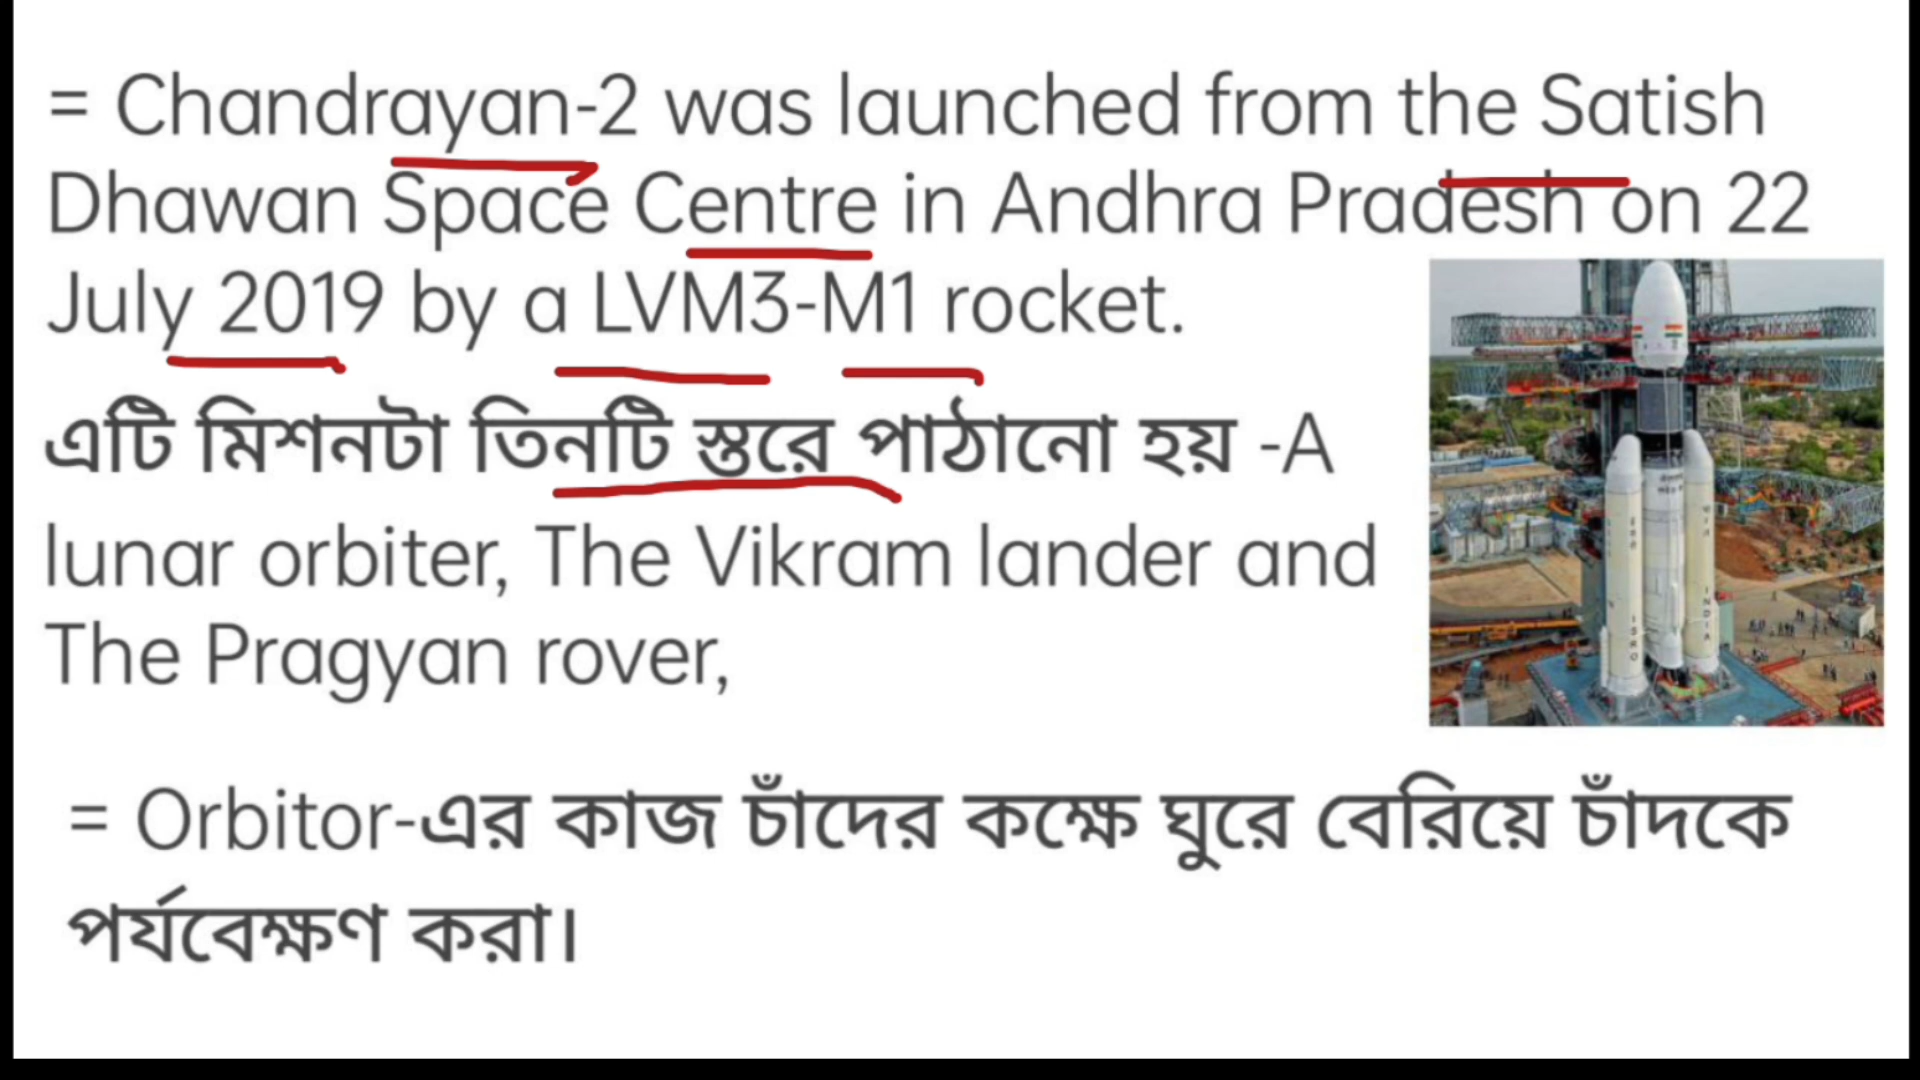 = Chandrayan-2 was launched from the Satish
Dhawan Space Centre in Andhra Pradesh on 22
July 2019 by a LVM3-M1 rocket.
এটি মিশনটা তিনটি স্তরে পাঠানো হয় -A
lunar orbiter, The Vikram lander and
The Pragyan rover,
= Orbitor-এর কাজ চাঁদের কক্ষে ঘুরে বেরিয়ে চাঁদকে
পর্যবেক্ষণ করা।
ISRO
INDIA